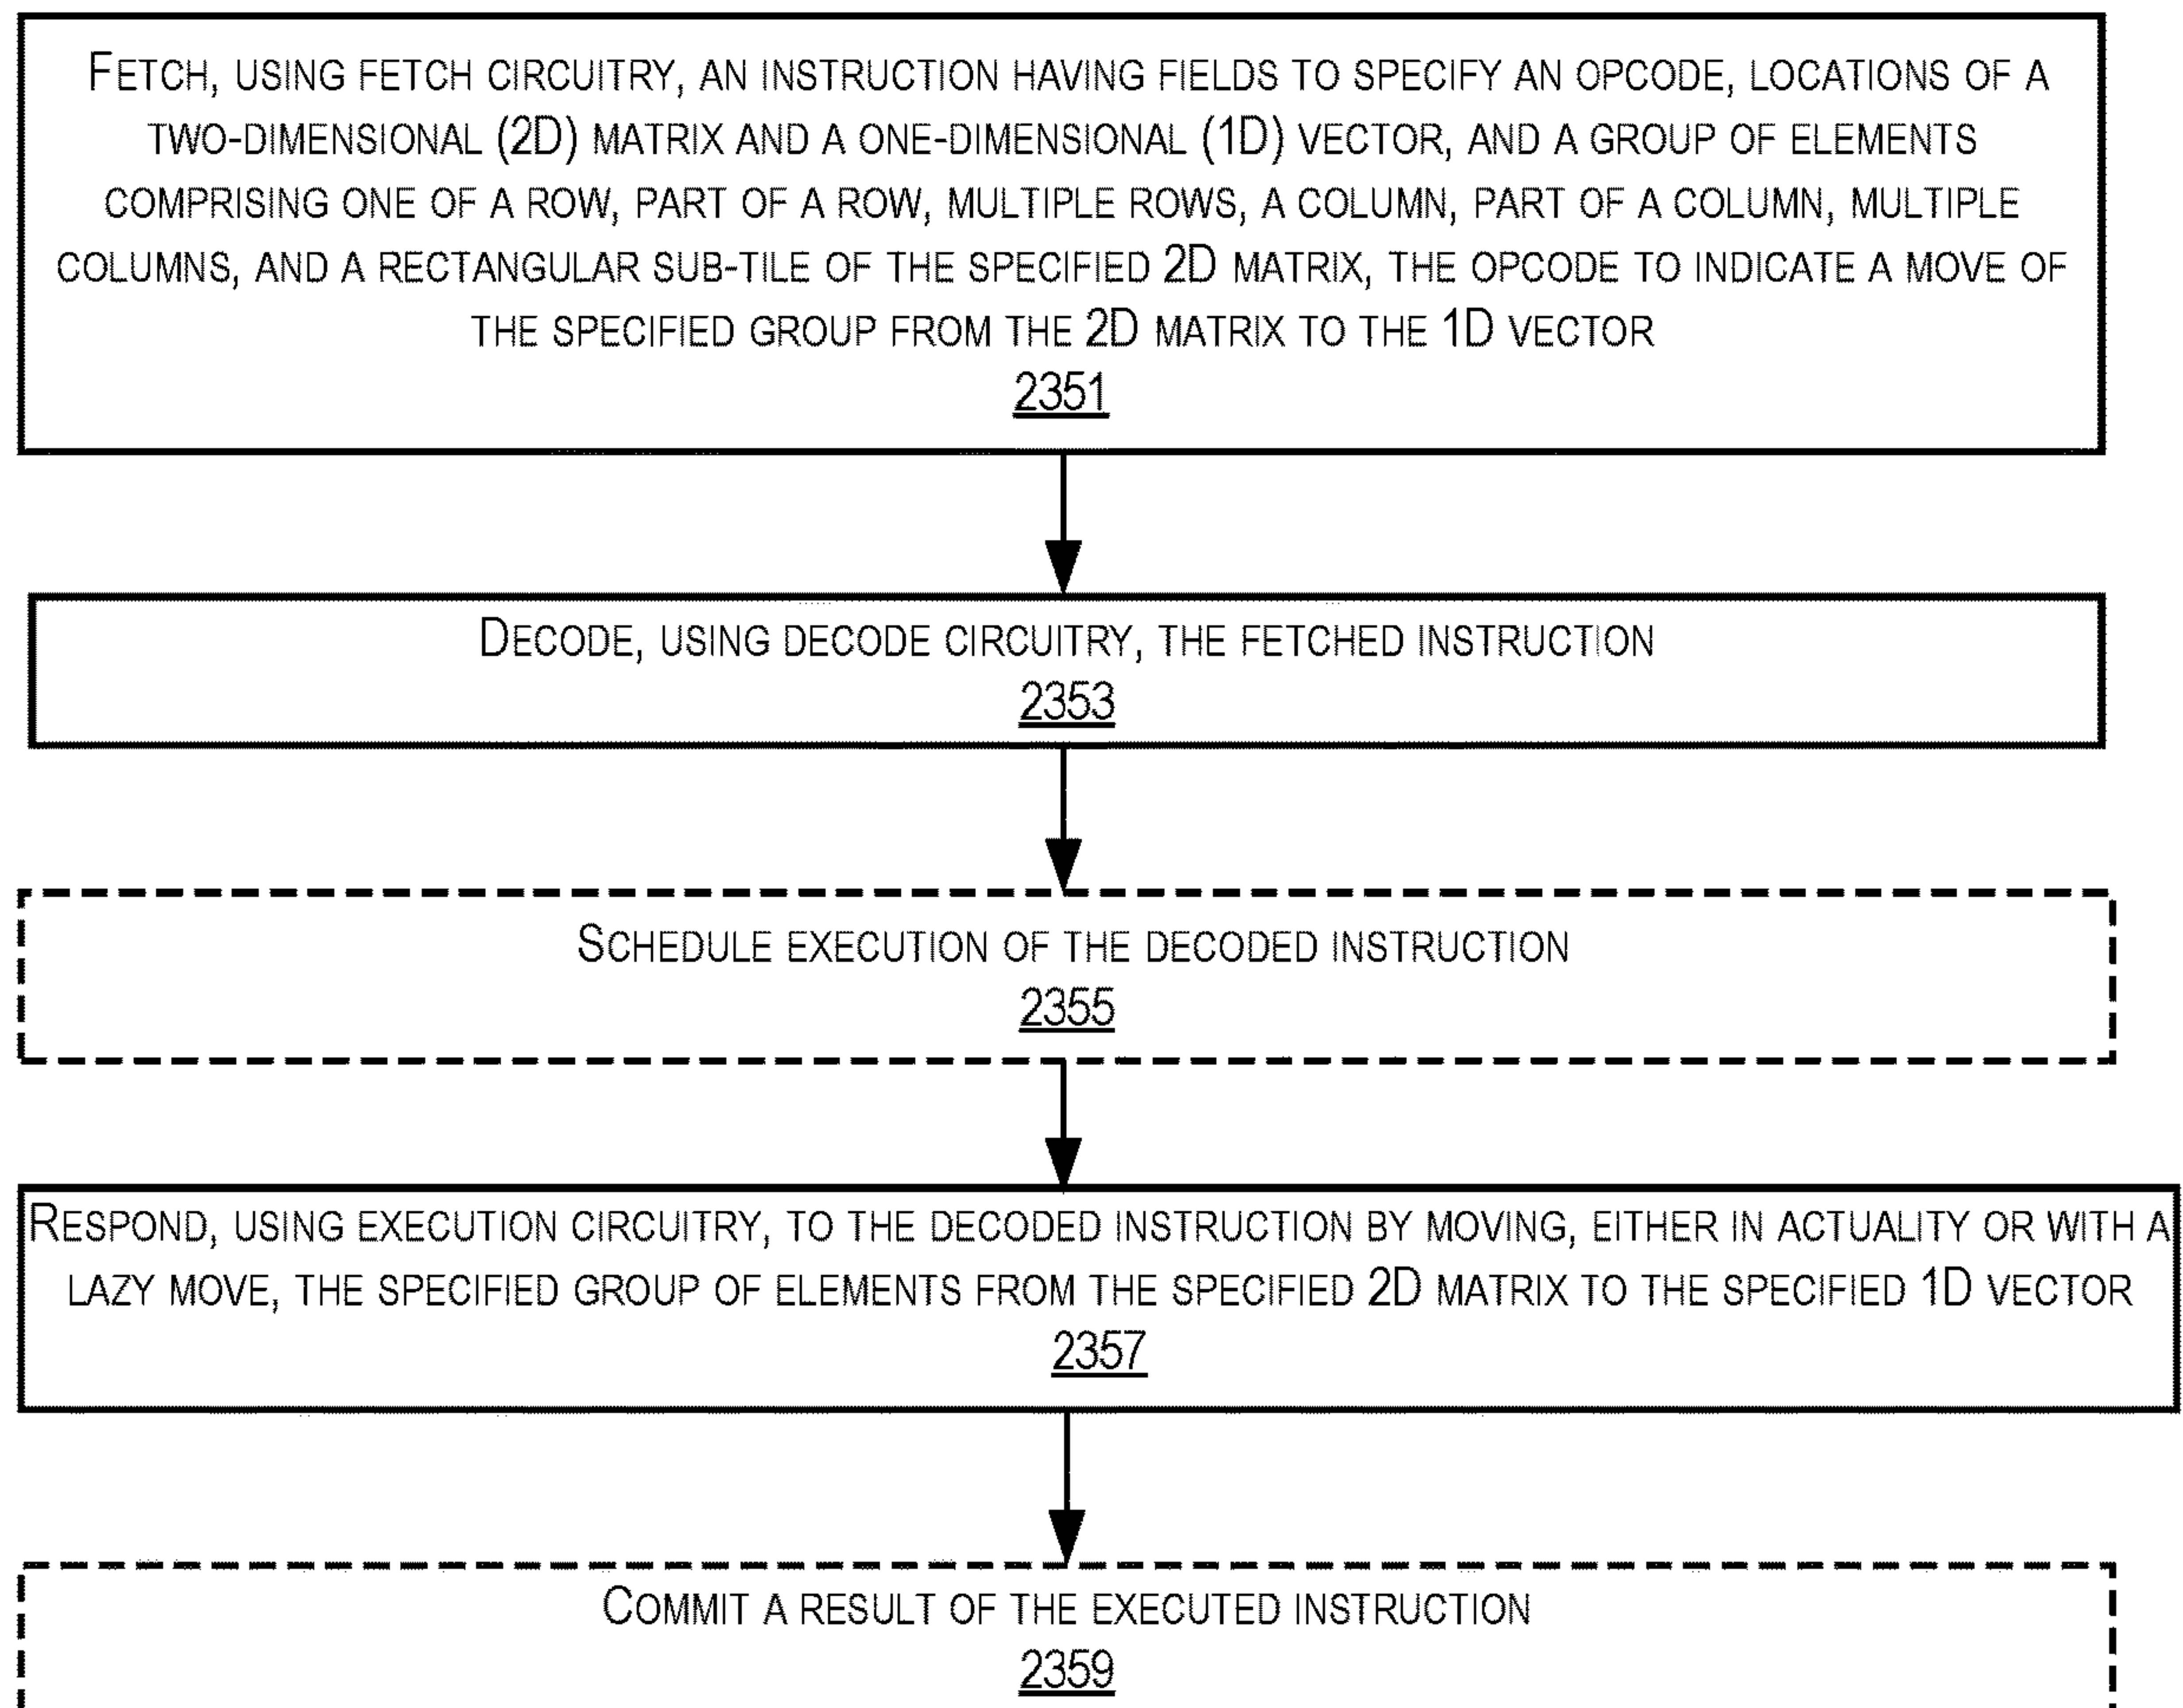 FETCH, USING FETCH CIRCUITRY, AN INSTRUCTION HAVING FIELDS TO SPECIFY AN OPCODE, LOCATIONS OF A
TWO-DIMENSIONAL (2D) MATRIX AND A ONE-DIMENSIONAL (1D) VECTOR, AND A GROUP OF ELEMENTS
COMPRISING ONE OF A ROW, PART OF A ROW, MULTIPLE ROWS, A COLUMN, PART OF A COLUMN, MULTIPLE
COLUMNS, AND A RECTANGULAR SUB-TILE OF THE SPECIFIED 2D MATRIX, THE OPCODE TO INDICATE A MOVE OF
THE SPECIFIED GROUP FROM THE 2D MATRIX TO THE 1D VECTOR
2351
DECODE, USING DECODE CIRCUITRY, THE FETCHED INSTRUCTION
2353
SCHEDULE EXECUTION OF THE DECODED INSTRUCTION
2355
RESPOND, USING EXECUTION CIRCUITRY, TO THE DECODED INSTRUCTION BY MOVING, EITHER IN ACTUALITY OR WITH A
LAZY MOVE, THE SPECIFIED GROUP OF ELEMENTS FROM THE SPECIFIED 2D MATRIX TO THE SPECIFIED 1D VECTOR
2357
COMMIT A RESULT OF THE EXECUTED INSTRUCTION
2359